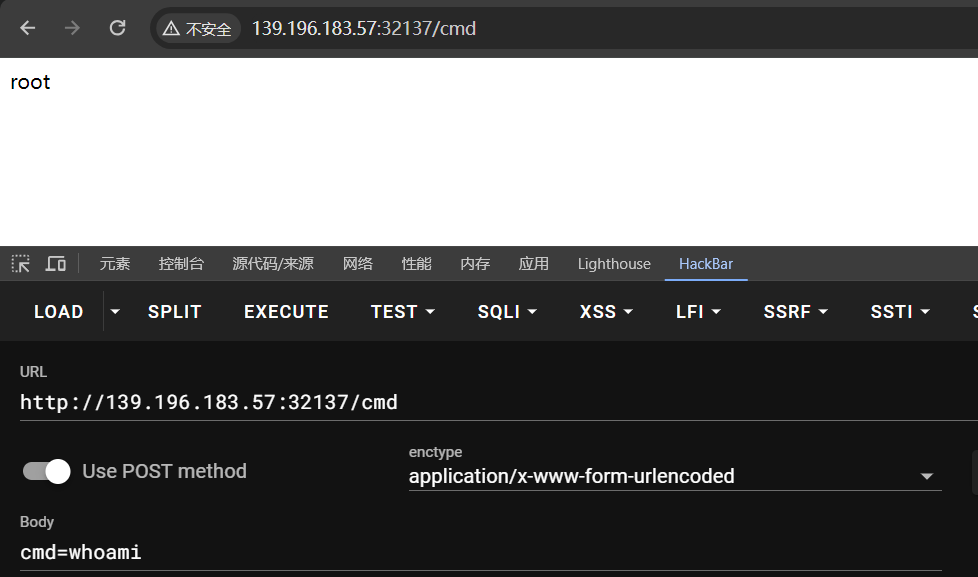 不安全 139.196.183.57:32137/cmd
root
元素 控制台 源代码/来源 网络 性能 内存 应用 Lighthouse HackBar
LOAD SPLIT EXECUTE TEST SQLI XSS LFI SSRF SSTI
URL
http://139.196.183.57:32137/cmd
Use POST method
enctype
application/x-www-form-urlencoded
Body
cmd=whoami